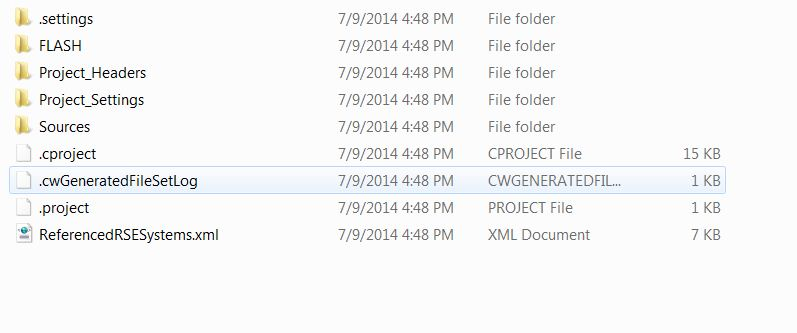 .settings 7/9/2014 4:48 PM File folder
FLASH 7/9/2014 4:48 PM File folder
Project_Headers 7/9/2014 4:48 PM File folder
Project_Settings 7/9/2014 4:48 PM File folder
Sources 7/9/2014 4:48 PM File folder
.cproject 7/9/2014 4:48 PM CPROJECT File 15 KB
.cwGeneratedFileSetLog 7/9/2014 4:48 PM CWGENERATEDFIL... 1 KB
.project 7/9/2014 4:48 PM PROJECT File 1 KB
ReferencedRSESystems.xml 7/9/2014 4:48 PM XML Document 7 KB